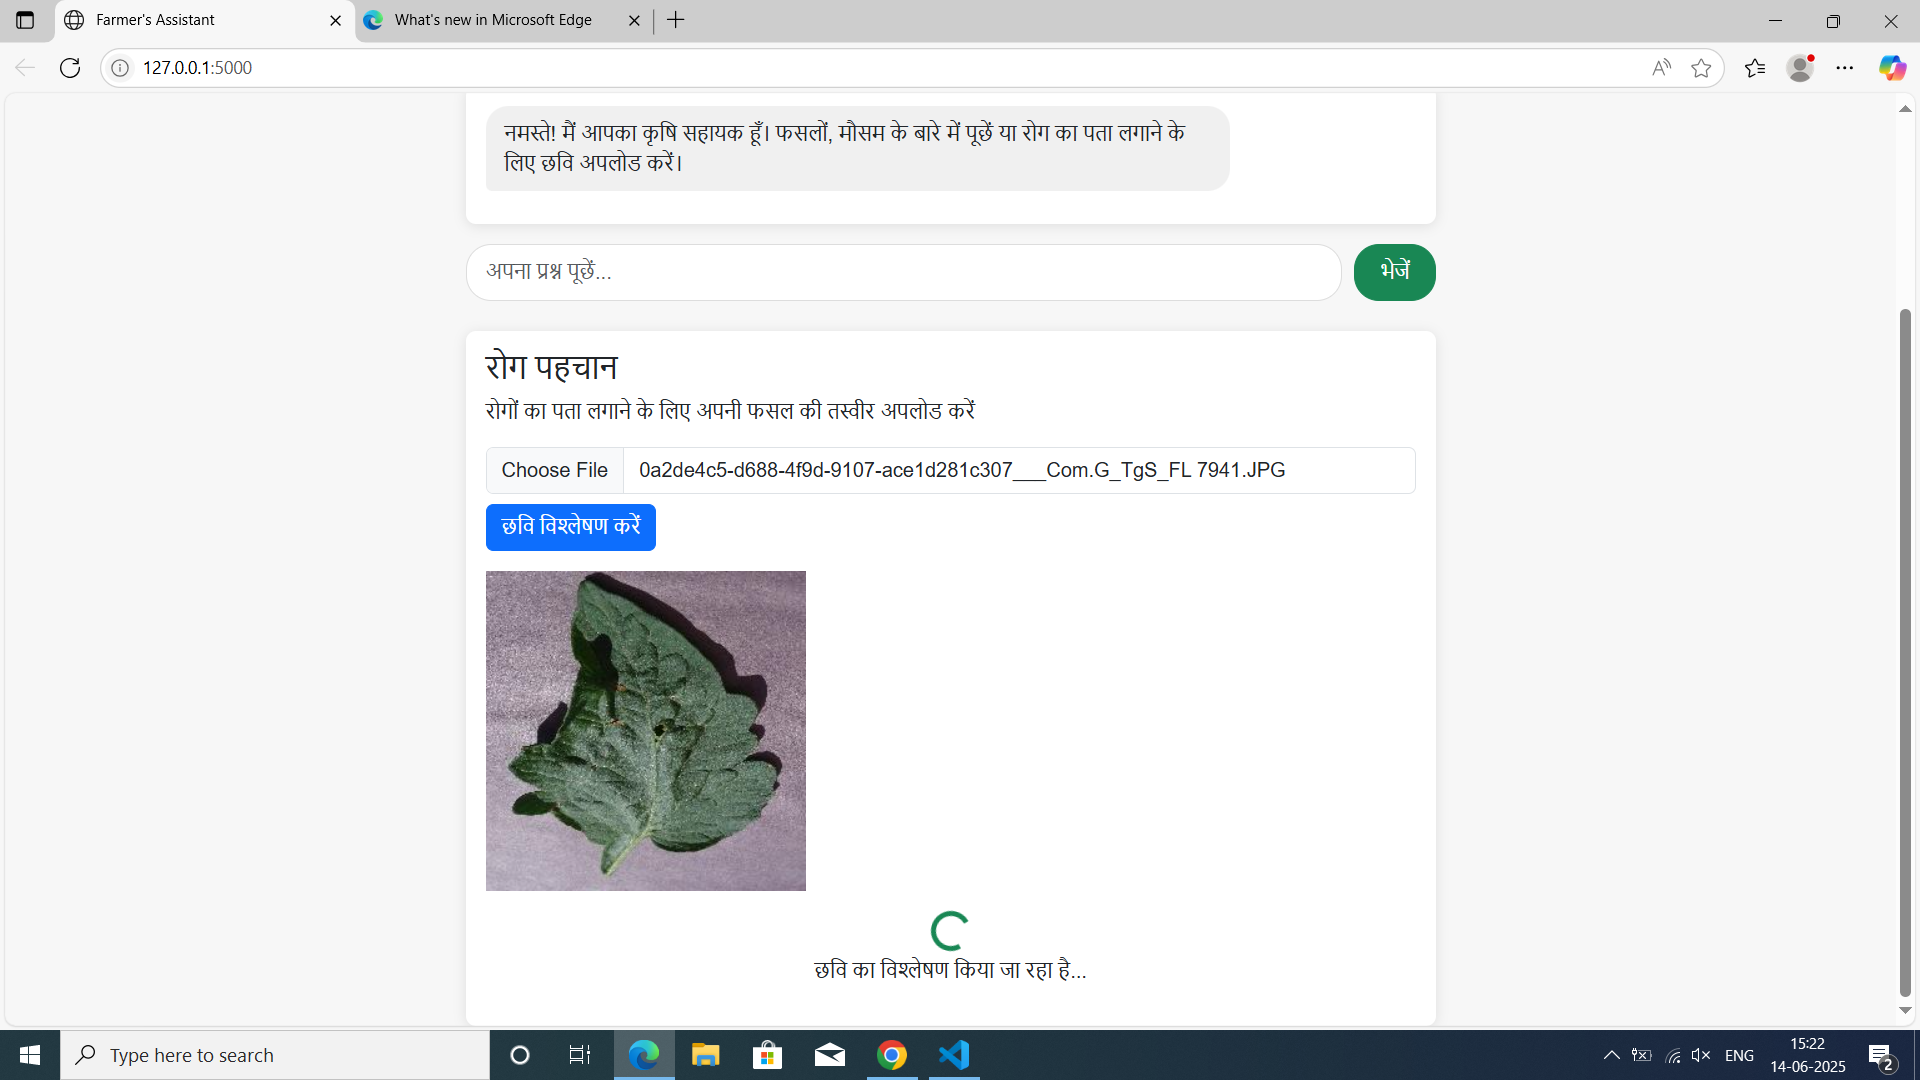 Farmer's Assistant
What's new in Microsoft Edge
127.0.0.1:5000
नमस्ते! मैं आपका कृषि सहायक हूँ। फसलों, मौसम के बारे में पूछें या रोग का पता लगाने के
लिए छवि अपलोड करें।
अपना प्रश्न पूछें...
भेजें
रोग पहचान
रोगों का पता लगाने के लिए अपनी फसल की तस्वीर अपलोड करें
Choose File 0a2de4c5-d688-4f9d-9107-ace1d281c307___Com.G_TgS_FL 7941.JPG
छवि विश्लेषण करें
छवि का विश्लेषण किया जा रहा है...
Type here to search
ENG
15:22
14-06-2025
2